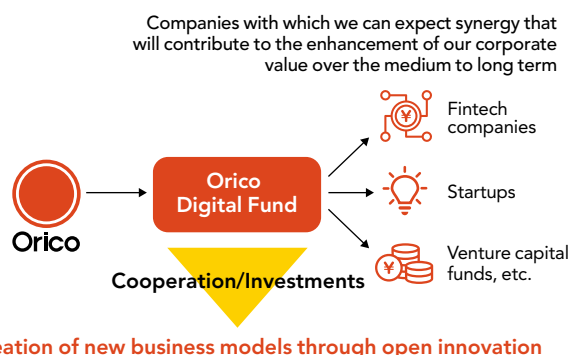 Companies with which we can expect synergy that
will contribute to the enhancement of our corporate
value over the medium to long term
Fintech
companies
Orico
Digital Fund
Startups
Orico
Venture capital
funds, etc.
Cooperation/Investments
eation of new business models through open innovation